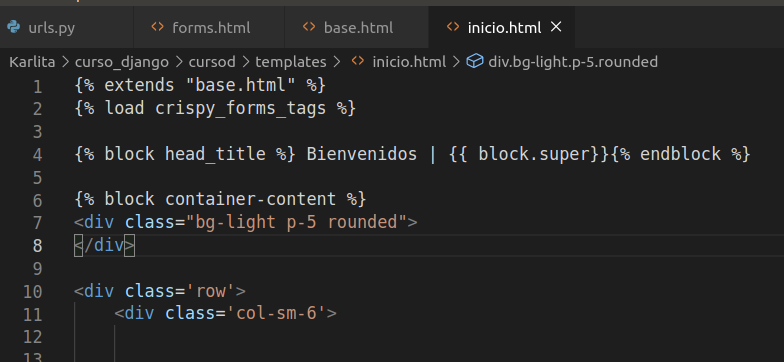 urls.py <> forms.html <> base.html <> inicio.html ×
Karlita > curso_django > cursod > templates > <> inicio.html > div.bg-light.p-5.rounded
1 {% extends "base.html" %}
2 {% load crispy_forms_tags %}
3
4 {% block head_title %} Bienvenidos | {{ block.super}}{% endblock %}
5
6 {% block container-content %}
7 <div class="bg-light p-5 rounded">
8 </div>
9
10 <div class='row'>
11 <div class='col-sm-6'>
12
13